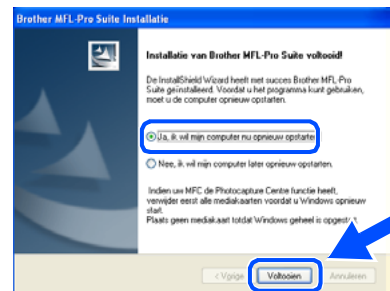 Brother MFL-Pro Suite Installatie
Installatie van Brother MFL-Pro Suite voltooid!
De InstallShield Wizard heeft met succes Brother MFL-Pro
Suite geïnstalleerd. Voordat u het programma kunt gebruiken,
moet u de computer opnieuw opstarten.
Ja, ik wil mijn computer nu opnieuw opstarten
Nee, ik wil mijn computer later opnieuw opstarten.
Indien uw MFC de Photocapture Centre functie heeft,
verwijder eerst alle mediakaarten voordat u Windows opnieuw
start.
Plaats geen mediakaart totdat Windows geheel is opgestart.
< Vorige
Voltooien
Annuleren